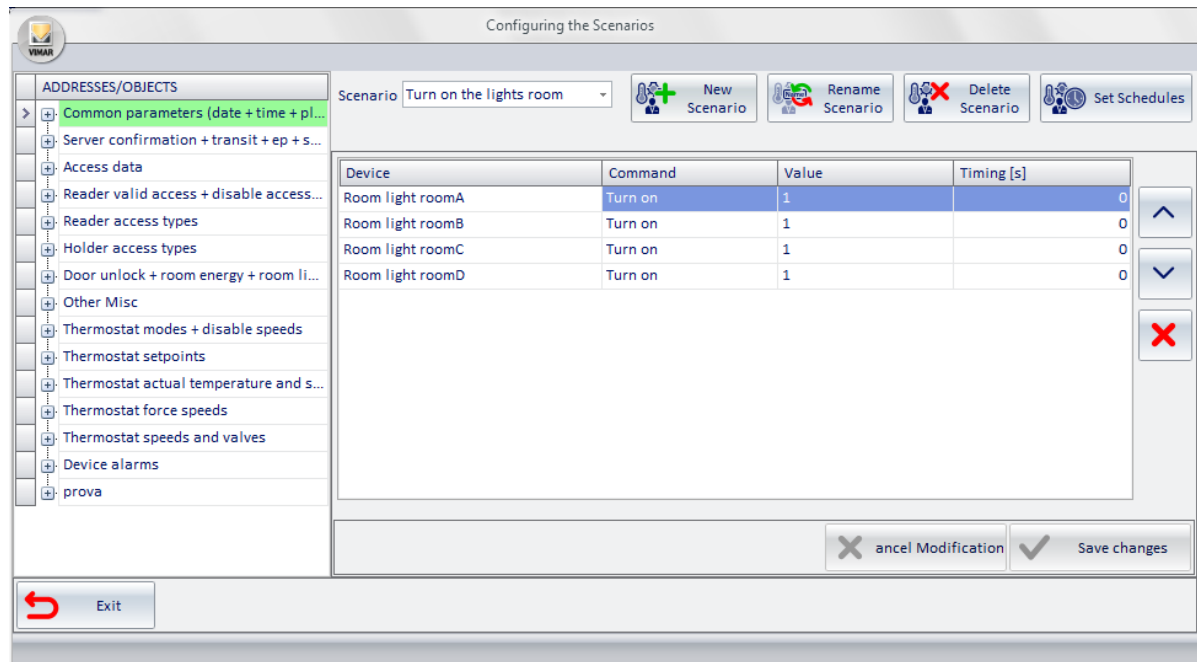 Configuring the Scenarios
VIMAR
ADDRESSES/OBJECTS
Common parameters (date + time + pl...
Server confirmation + transit + ep + s...
Access data
Reader valid access + disable access...
Reader access types
Holder access types
Door unlock + room energy + room li...
Other Misc
Thermostat modes + disable speeds
Thermostat setpoints
Thermostat actual temperature and s...
Thermostat force speeds
Thermostat speeds and valves
Device alarms
prova
Scenario Turn on the lights room
New Scenario
Rename Scenario
Delete Scenario
Set Schedules
Device Command Value Timing [s]
Room light roomA Turn on 1 0
Room light roomB Turn on 1 0
Room light roomC Turn on 1 0
Room light roomD Turn on 1 0
ancel Modification
Save changes
Exit